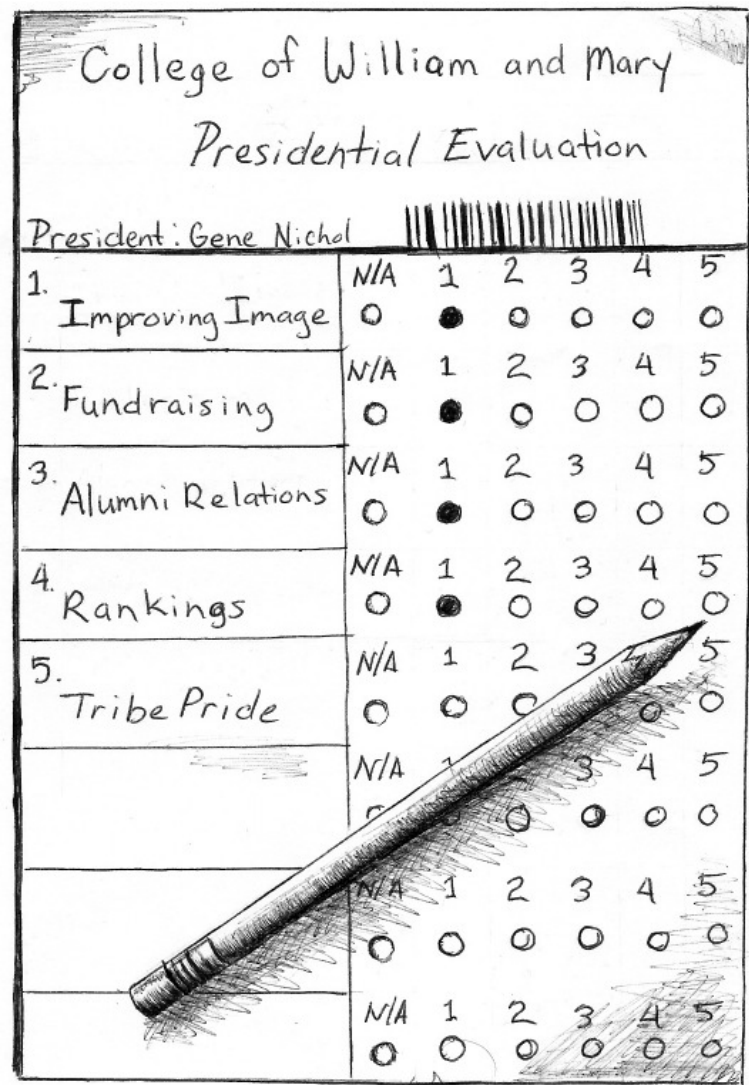 College of William and Mary
Presidential Evaluation
President: Gene Nichol
1. Improving Image N/A 1 2 3 4 5
2. Fundraising N/A 1 2 3 4 5
3. Alumni Relations N/A 1 2 3 4 5
4. Rankings N/A 1 2 3 4 5
5. Tribe Pride N/A 1 2 3 4 5
N/A 3 4 5
N/A 1 2 3 4 5
N/A 1 2 3 4 5